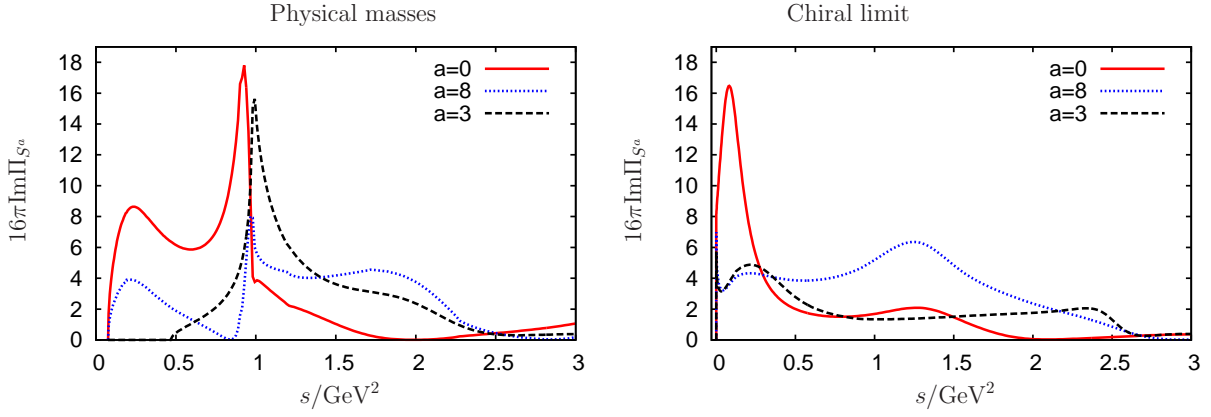 Physical masses
16πImΠ_{S^a}
18
16
14
12
10
8
6
4
2
0
a=0
a=8
a=3
0 0.5 1 1.5 2 2.5 3
s/GeV²
Chiral limit
16πImΠ_{S^a}
18
16
14
12
10
8
6
4
2
0
a=0
a=8
a=3
0 0.5 1 1.5 2 2.5 3
s/GeV²